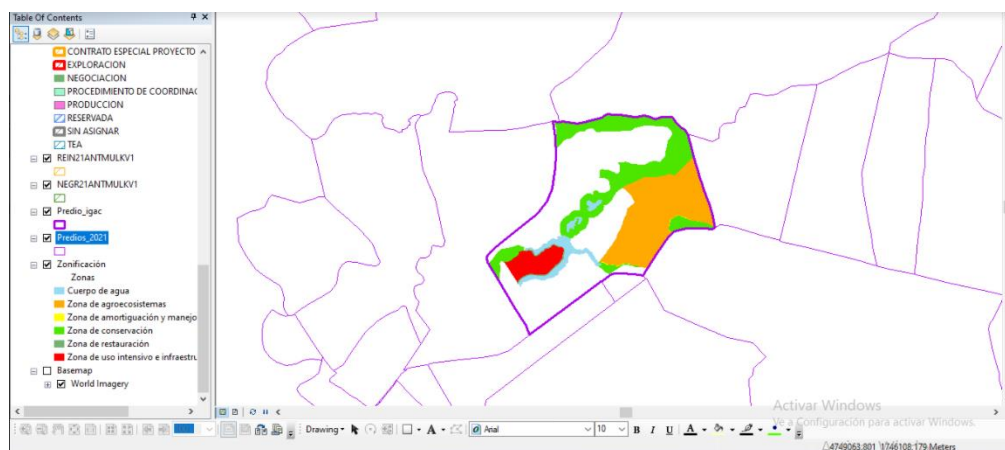 Table Of Contents
CONTRATO ESPECIAL PROYECTO
EXPLORACION
NEGOCIACION
PROCEDIMIENTO DE COORDINAC
PRODUCCION
RESERVADA
SIN ASIGNAR
TEA
REIN21ANTMULKV1
NEGR21ANTMULKV1
Predio_igac
Predios_2021
Zonificación
Zonas
Cuerpo de agua
Zona de agroecosistemas
Zona de amortiguación y manejo
Zona de conservación
Zona de restauración
Zona de uso intensivo e infraestru
Basemap
World Imagery
Activar Windows
Ve a Configuración para activar Windows.
Drawing
Arial
10
B I U A
4749063.801 1746108.179 Meters